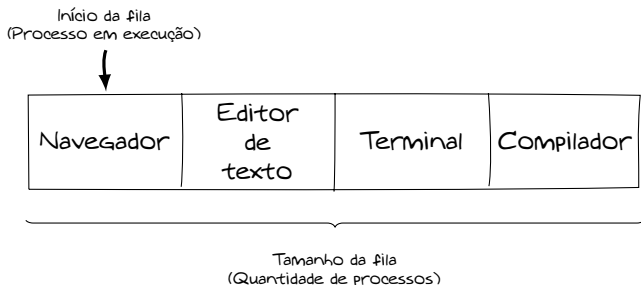 Início da fila
(Processo em execução)
Navegador
Editor
de
texto
Terminal
Compilador
Tamanho da fila
(Quantidade de processos)